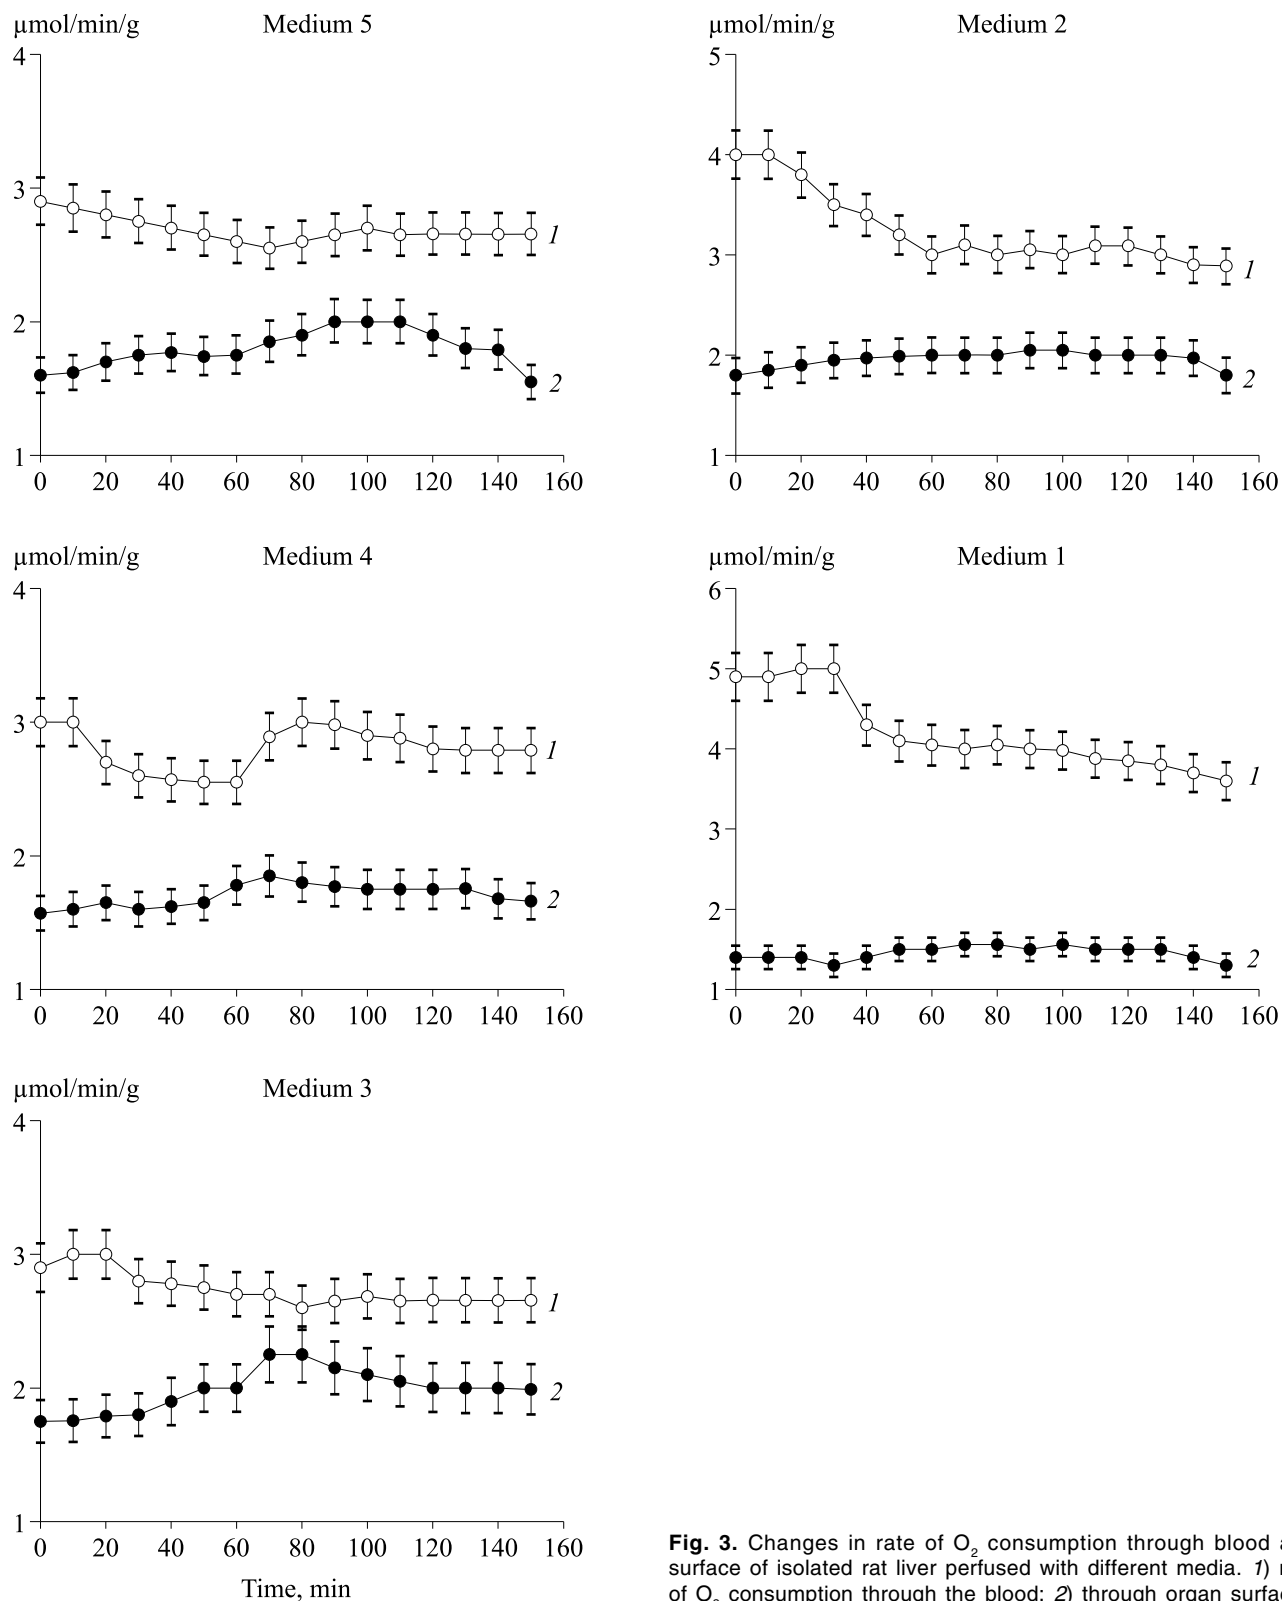 µmol/min/g Medium 5
4
3
2
1
1
2
0 20 40 60 80 100 120 140 160
µmol/min/g Medium 2
5
4
3
2
1
1
2
0 20 40 60 80 100 120 140 160
µmol/min/g Medium 4
4
3
2
1
1
2
0 20 40 60 80 100 120 140 160
µmol/min/g Medium 1
6
5
4
3
2
1
1
2
0 20 40 60 80 100 120 140 160
µmol/min/g Medium 3
4
3
2
1
1
2
0 20 40 60 80 100 120 140 160
Time, min
Fig. 3. Changes in rate of O₂ consumption through blood
surface of isolated rat liver perfused with different media. 1)
of O₂ consumption through the blood; 2) through organ